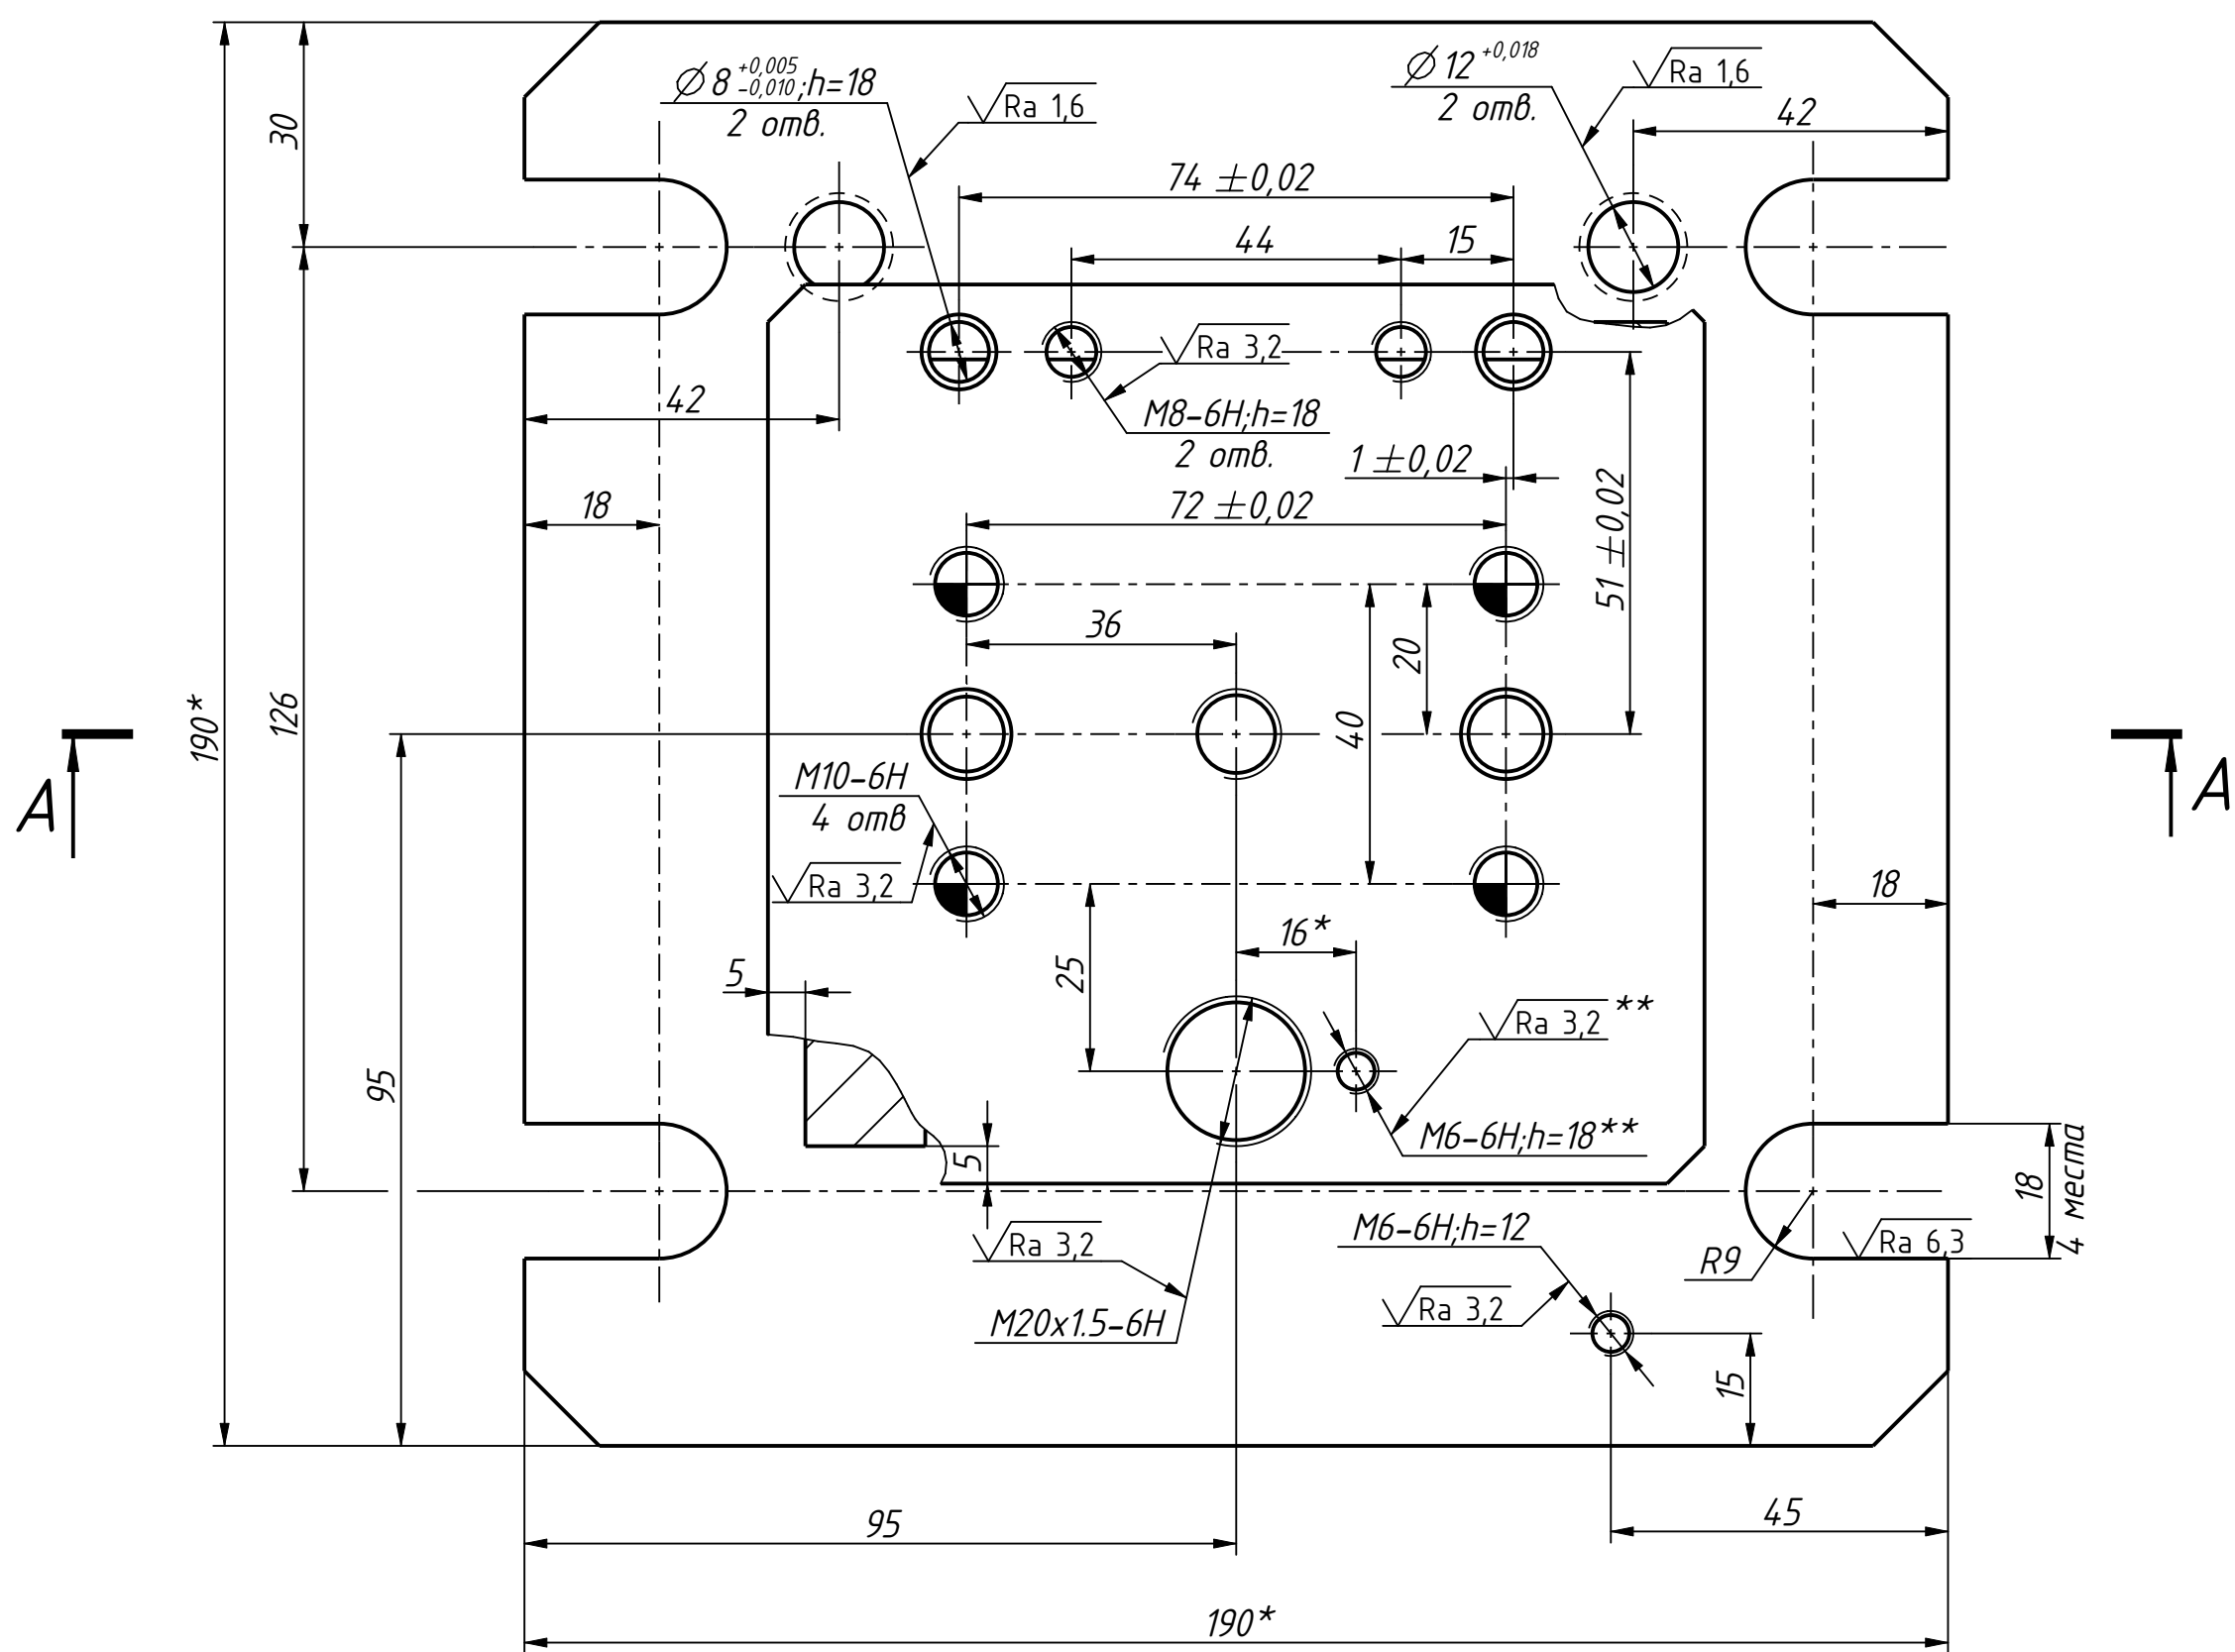 ⌀8 +0,005 -0,010;h=18
2 отв.
Ra 1,6
⌀12 +0,018
2 отв.
Ra 1,6
42
30
74 ±0,02
44
15
Ra 3,2
M8-6H;h=18
2 отв.
42
1 ±0,02
18
72 ±0,02
51 ±0,02
36
20
190*
126
40
A
A
M10-6H
4 отв
Ra 3,2
18
16*
5
25
Ra 3,2 **
95
M6-6H;h=18**
5
18
4 места
M6-6H;h=12
Ra 3,2
R9
Ra 6,3
Ra 3,2
M20x1.5-6H
15
95
45
190*